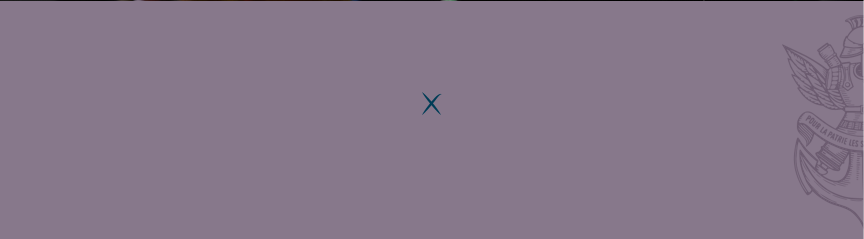 X
POUR LA PATRIE LES S